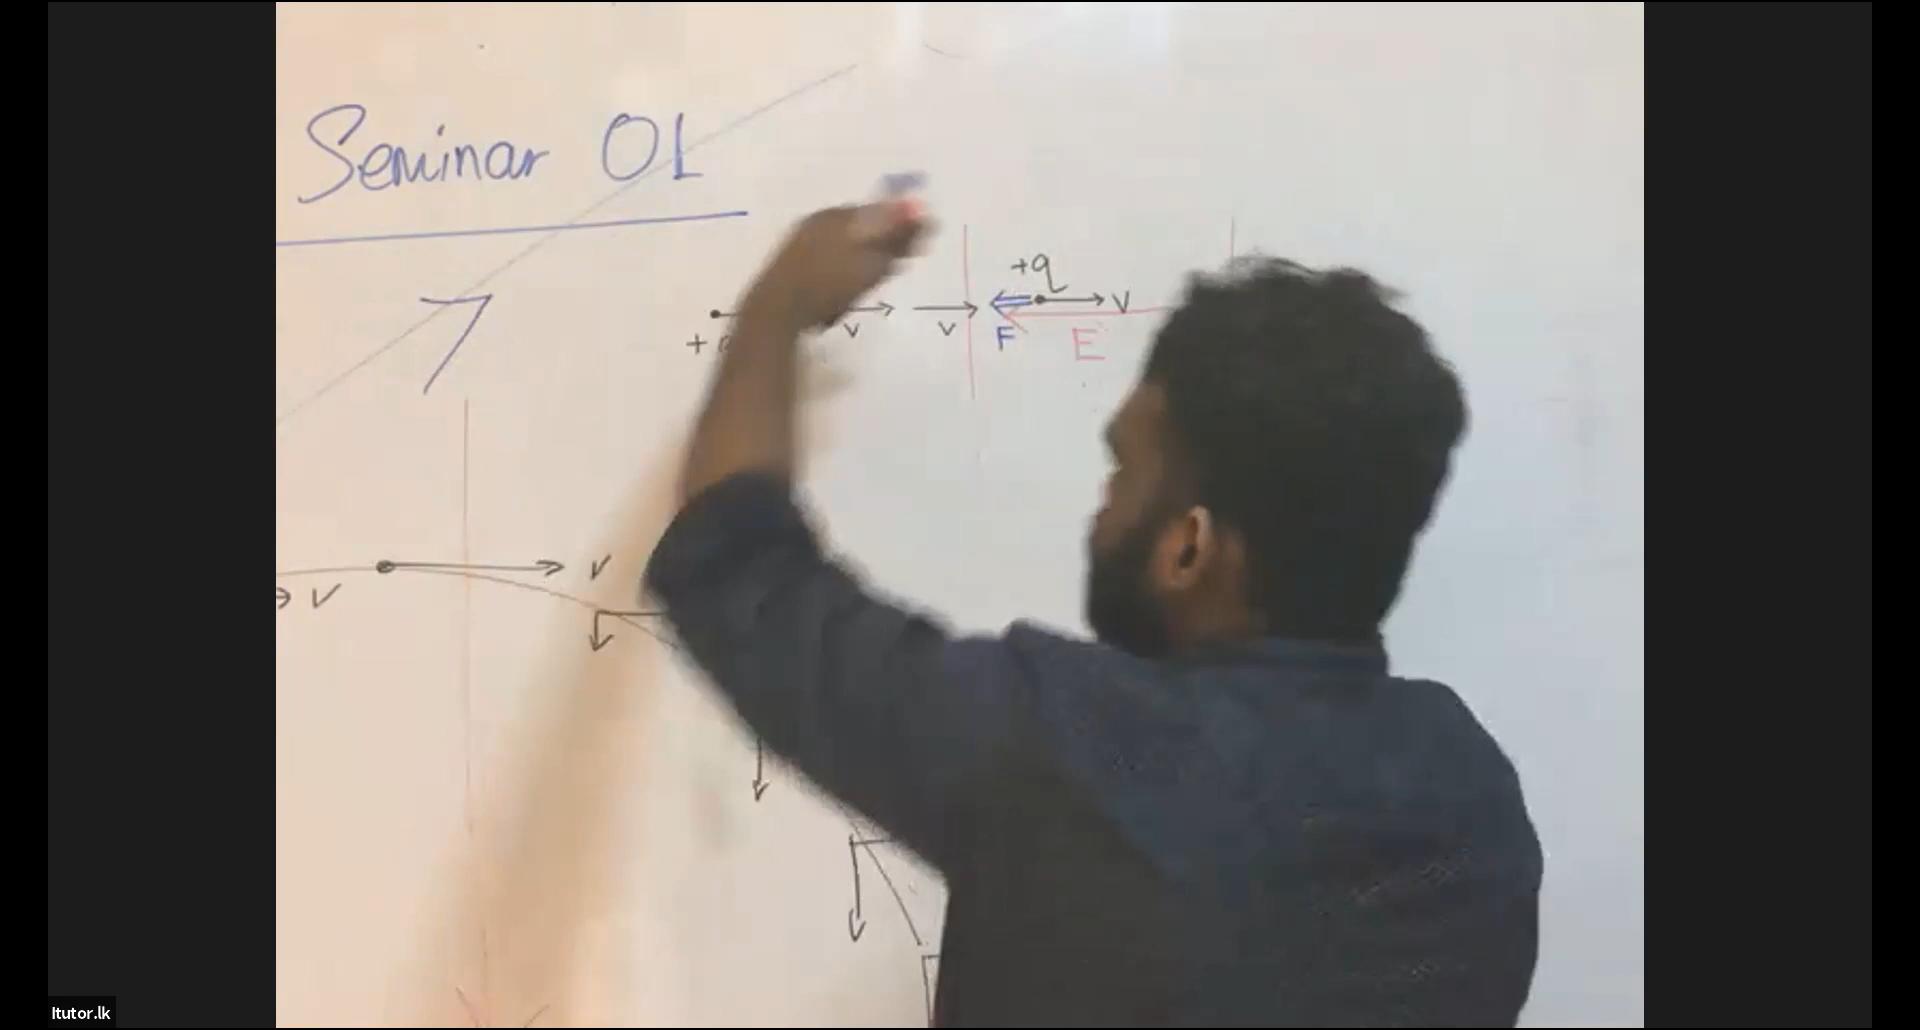 Seminar 01
+q
v v F E v
v
v
Itutor.lk